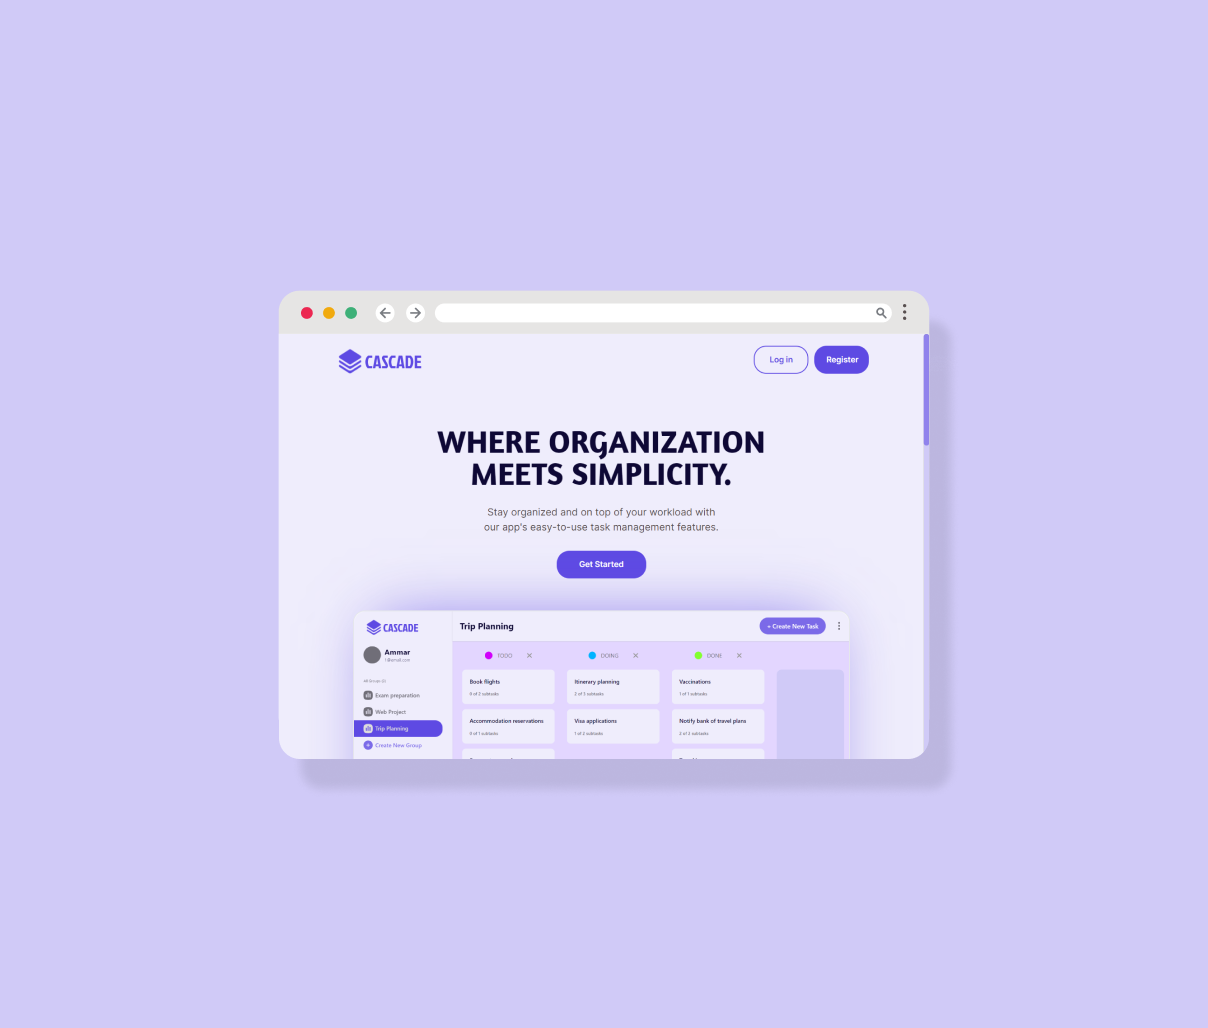 CASCADE
Log in
Register
WHERE ORGANIZATION
MEETS SIMPLICITY.
Stay organized and on top of your workload with
our app's easy-to-use task management features.
Get Started
CASCADE
Trip Planning
+ Create New Task
Ammar
TODO
DOING
DONE
Exam preparation
Web Project
Trip Planning
Create New Group
Book flights
0 of 2 subtasks
Itinerary planning
2 of 3 subtasks
Vaccinations
1 of 1 subtasks
Accommodation reservations
0 of 1 subtasks
Visa applications
1 of 2 subtasks
Notify bank of travel plans
2 of 2 subtasks